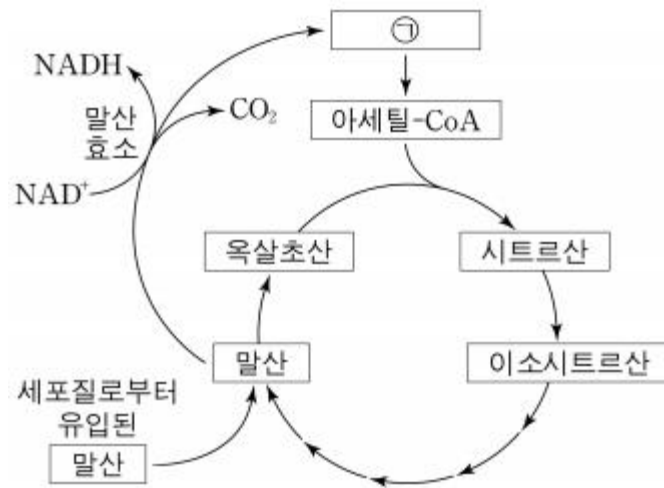 ㉠
NADH
CO₂
아세틸-CoA
말산
효소
NAD⁺
옥살초산
시트르산
말산
이소시트르산
세포질로부터
유입된
말산